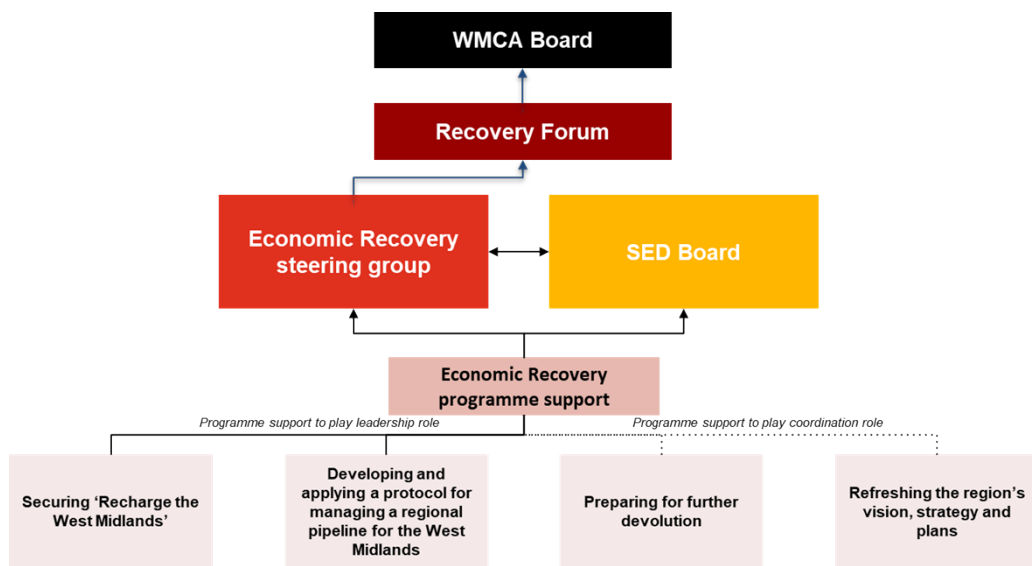 WMCA Board
Recovery Forum
Economic Recovery
steering group
SED Board
Economic Recovery
programme support
Programme support to play leadership role
Programme support to play coordination role
Securing ‘Recharge the
West Midlands’
Developing and
applying a protocol for
managing a regional
pipeline for the West
Midlands
Preparing for further
devolution
Refreshing the region’s
vision, strategy and
plans